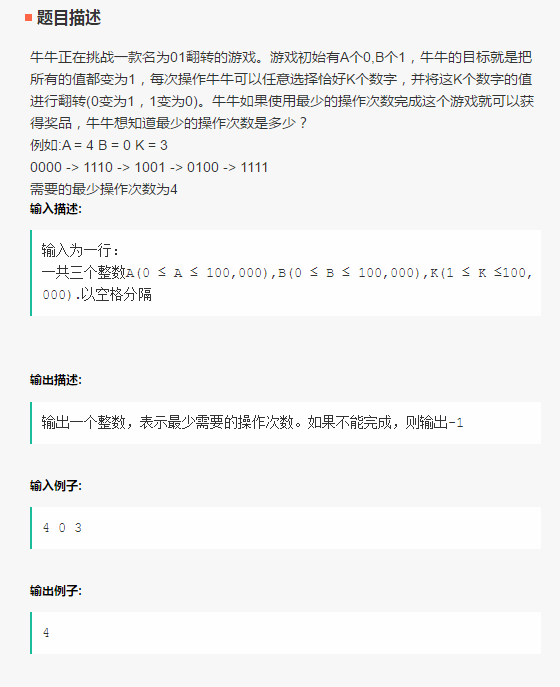 题目描述
牛牛正在挑战一款名为01翻转的游戏。游戏初始有A个0,B个1，牛牛的目标就是把
所有的值都变为1，每次操作牛牛可以任意选择恰好K个数字，并将这K个数字的值
进行翻转(0变为1，1变为0)。牛牛如果使用最少的操作次数完成这个游戏就可以获
得奖品，牛牛想知道最少的操作次数是多少？
例如:A = 4 B = 0 K = 3
0000 -> 1110 -> 1001 -> 0100 -> 1111
需要的最少操作次数为4
输入描述:
输入为一行:
一共三个整数A(0 ≤ A ≤ 100,000),B(0 ≤ B ≤ 100,000),K(1 ≤ K ≤100,
000).以空格分隔
输出描述:
输出一个整数，表示最少需要的操作次数。如果不能完成，则输出-1
输入例子:
4 0 3
输出例子:
4